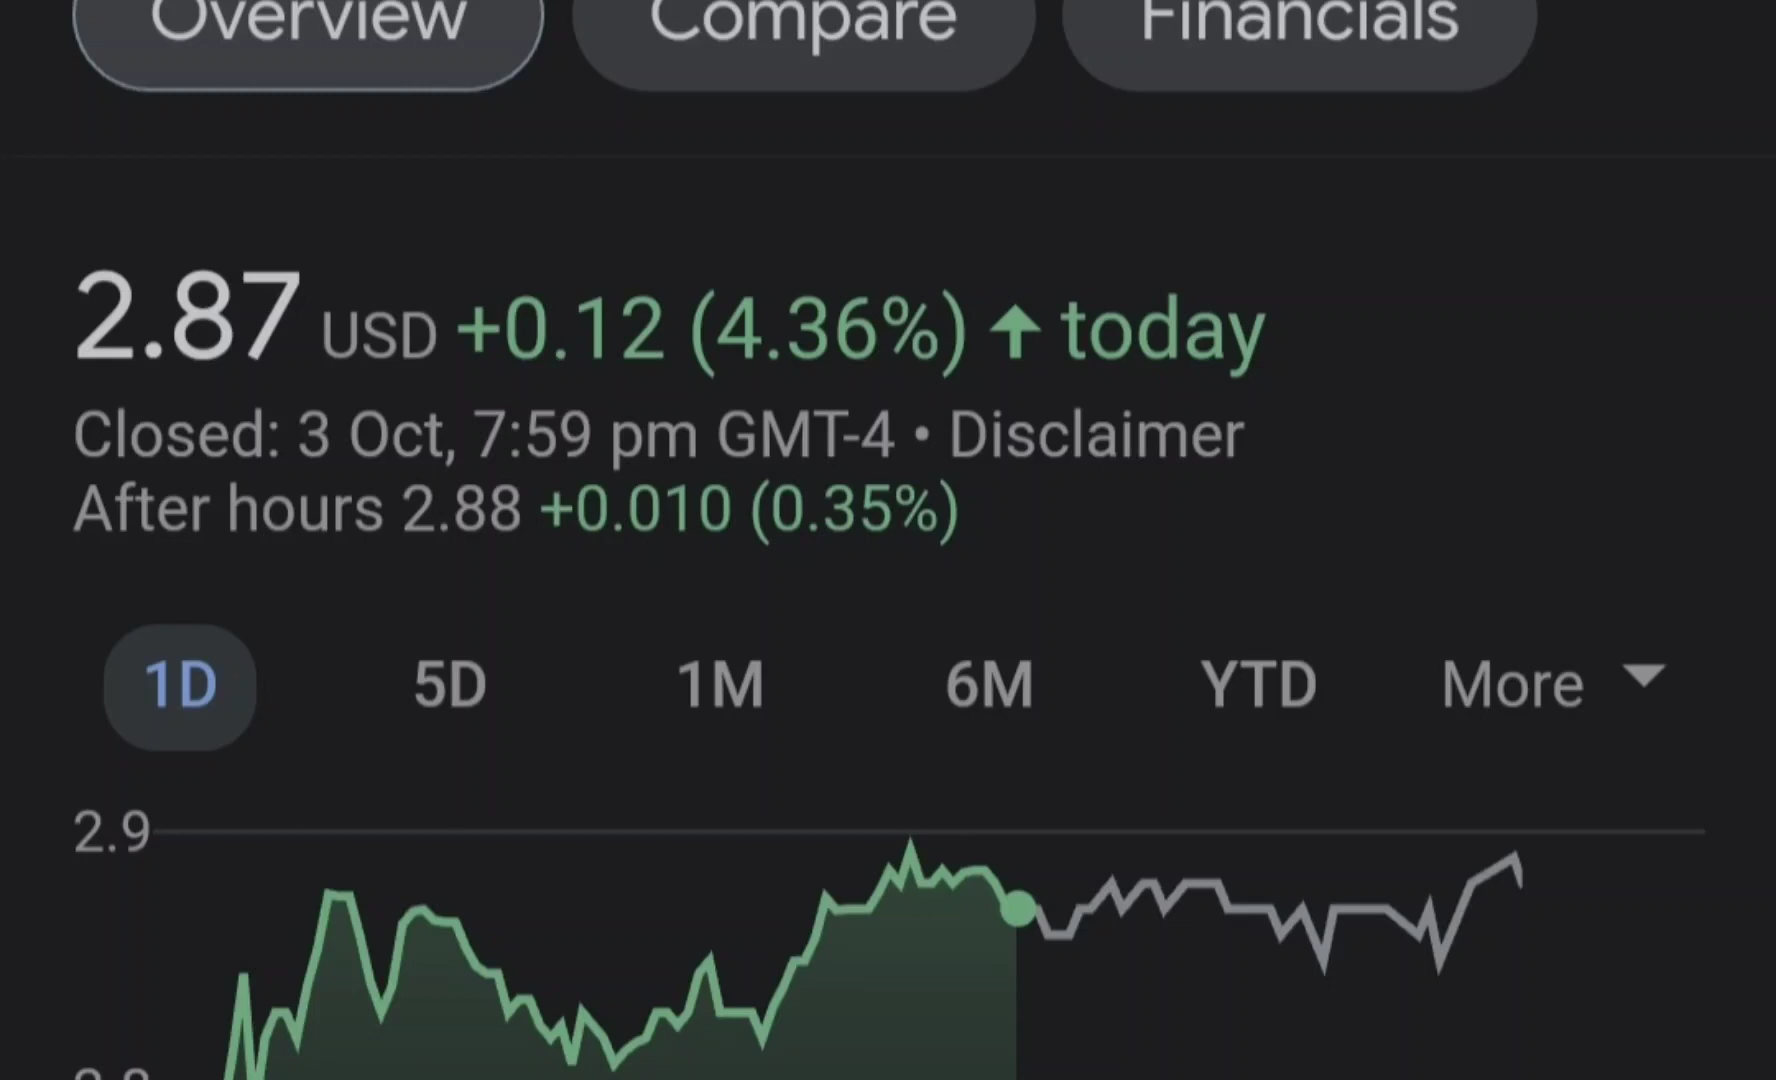 Overview Compare Financials
2.87 USD +0.12 (4.36%) ↑ today
Closed: 3 Oct, 7:59 pm GMT-4 • Disclaimer
After hours 2.88 +0.010 (0.35%)
1D 5D 1M 6M YTD More
2.9